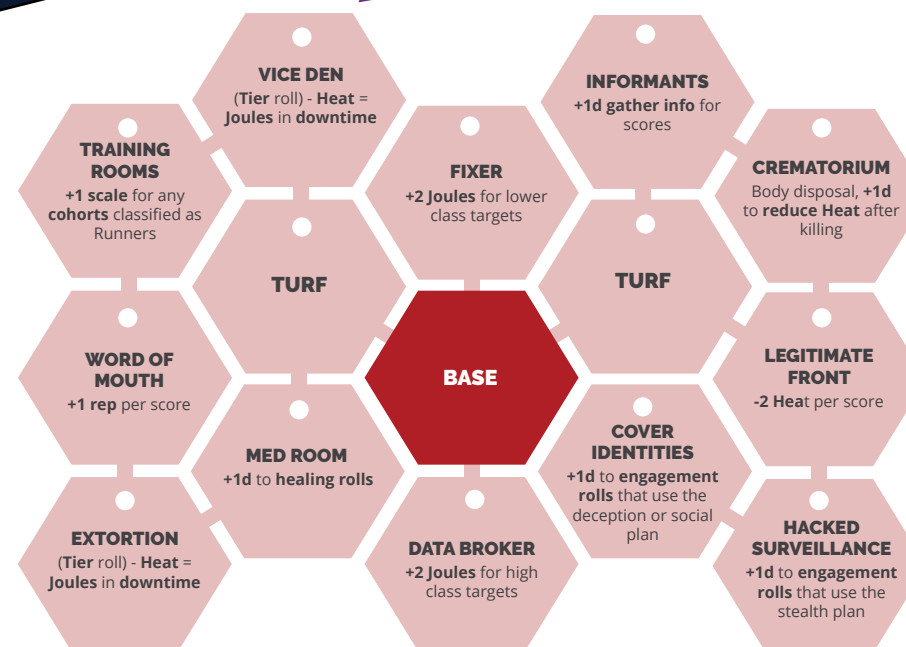 VICE DEN
(Tier roll) - Heat =
Joules in downtime
INFORMANTS
+1d gather info for
scores
TRAINING
ROOMS
+1 scale for any
cohorts classified as
Runners
FIXER
+2 Joules for lower
class targets
CREMATORIUM
Body disposal, +1d
to reduce Heat after
killing
TURF
TURF
WORD OF
MOUTH
+1 rep per score
BASE
LEGITIMATE
FRONT
-2 Heat per score
MED ROOM
+1d to healing rolls
COVER
IDENTITIES
+1d to engagement
rolls that use the
deception or social
plan
EXTORTION
(Tier roll) - Heat =
Joules in downtime
DATA BROKER
+2 Joules for high
class targets
HACKED
SURVEILLANCE
+1d to engagement
rolls that use the
stealth plan